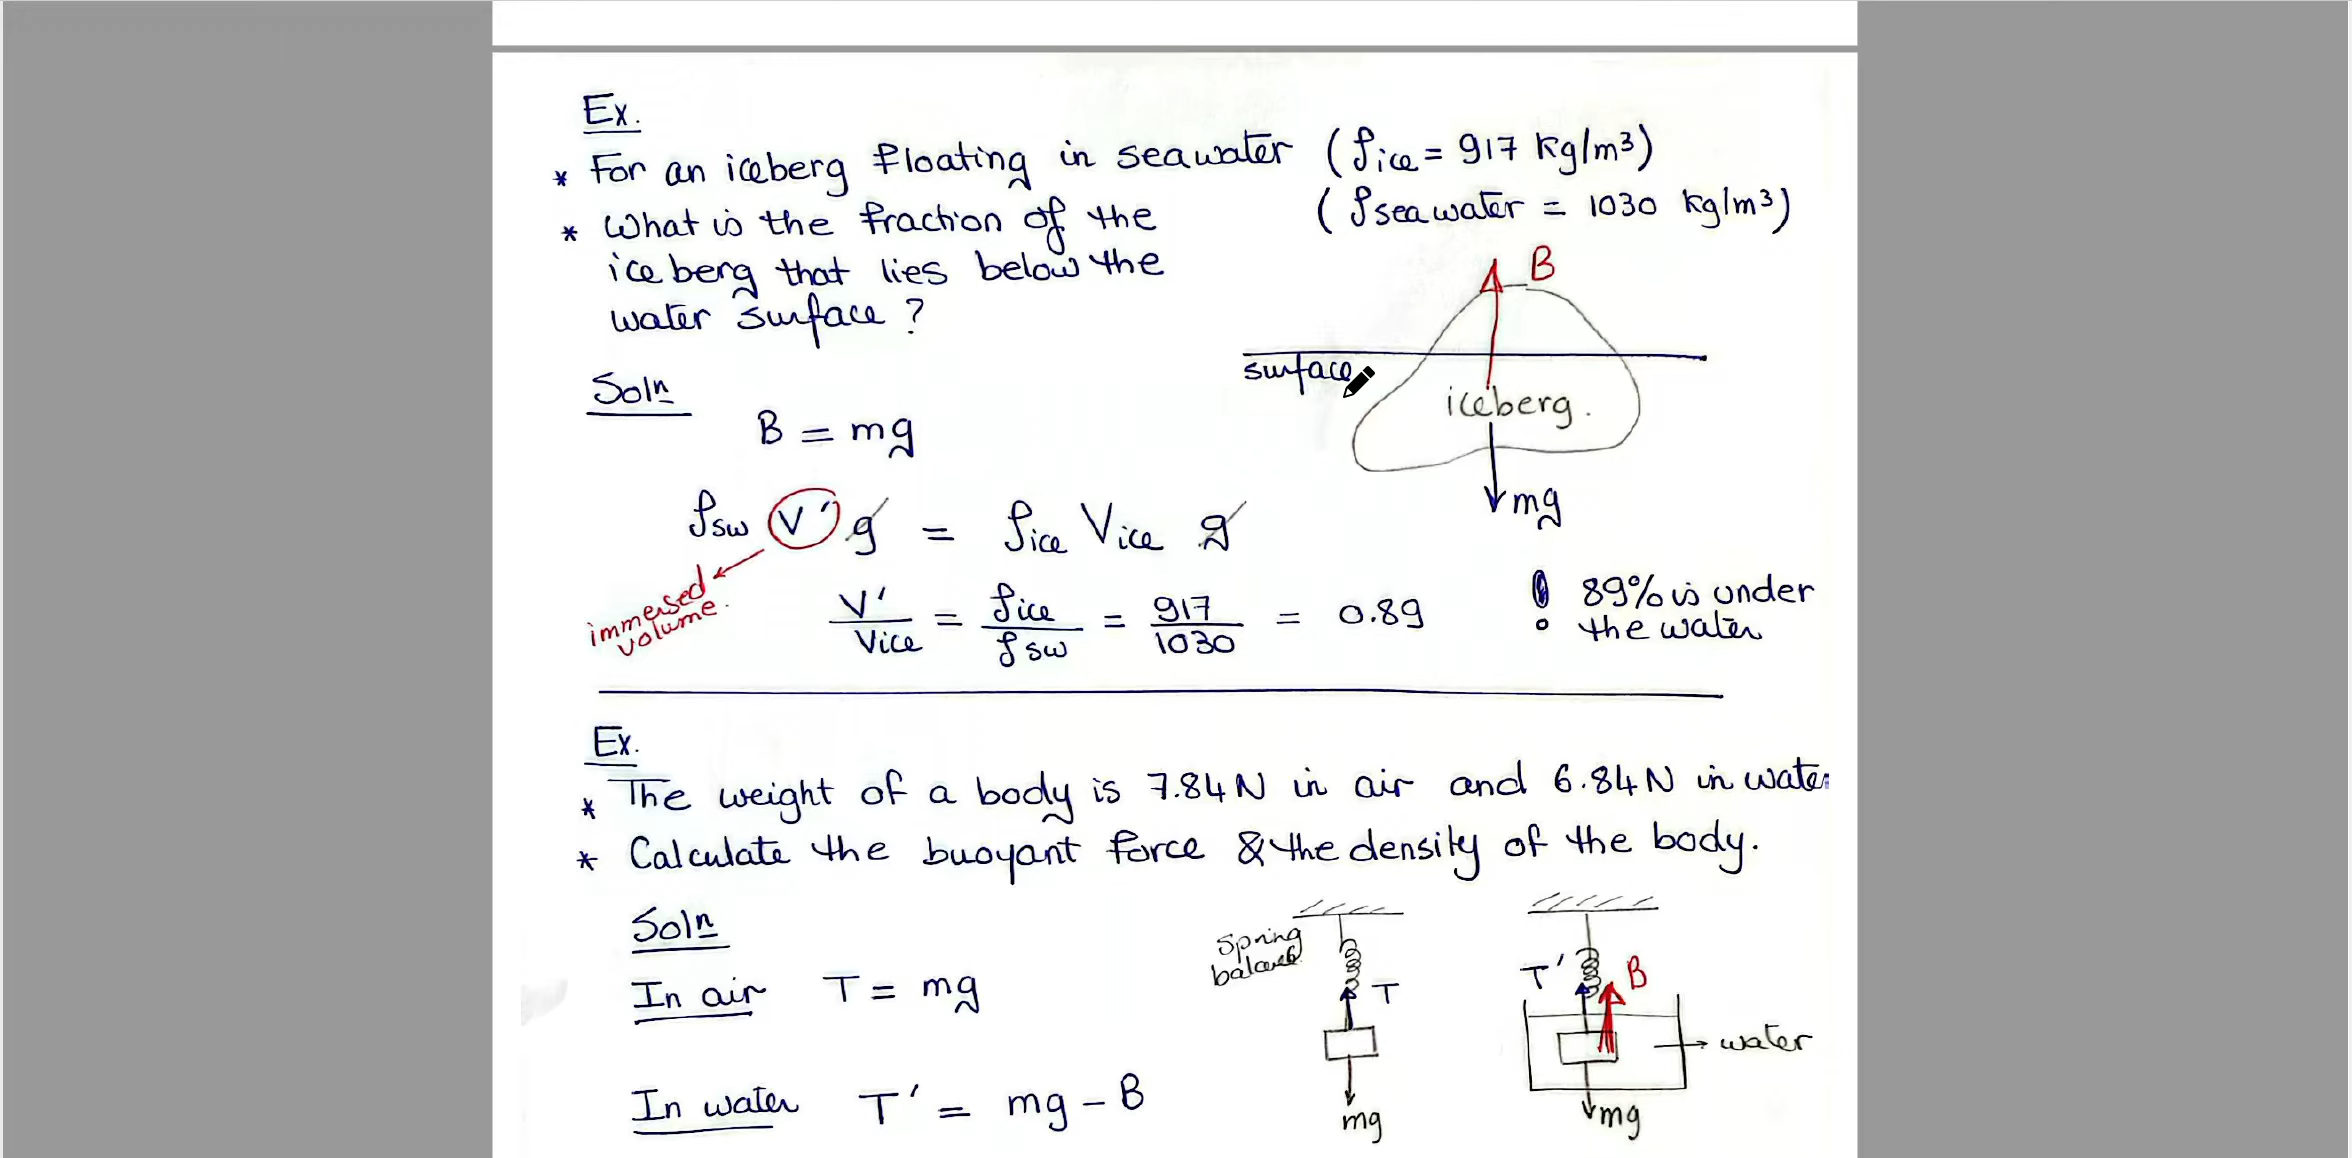 Ex.
* For an iceberg floating in seawater (ρice = 917 kg/m³)
(ρseawater = 1030 kg/m³)
* What is the fraction of the
iceberg that lies below the
water surface?
B
surface
iceberg.
mg
Soln
B = mg
ρsw V' g = ρice Vice g
immersed
volume.
V'/Vice = ρice/ρsw = 917/1030 = 0.89
89% is under
the water
Ex.
* The weight of a body is 7.84N in air and 6.84N in water
* Calculate the buoyant force & the density of the body.
Soln
spring
balance
In air T = mg
T
mg
T' B
water
mg
In water T' = mg - B